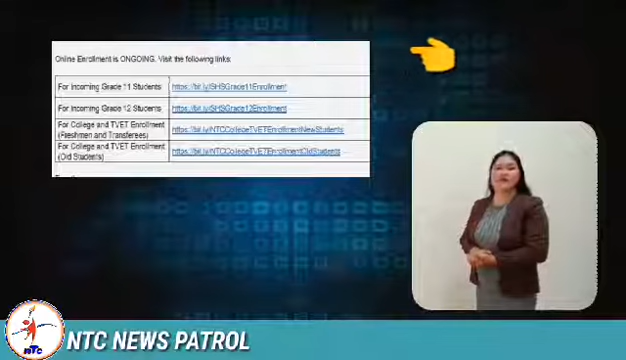 Online Enrollment is ONGOING. Visit the following links:
For Incoming Grade 11 Students https://bit.ly/SHSGrade11Enrollment
For Incoming Grade 12 Students https://bit.ly/SHSGrade12Enrollment
For College and TVET Enrollment
(Freshmen and Transferees) https://bit.ly/NTCCollegeTVETEnrollmentNewStudents
For College and TVET Enrollment
(Old Students) https://bit.ly/NTCCollegeTVETEnrollmentOldStudents
NTC
NTC NEWS PATROL